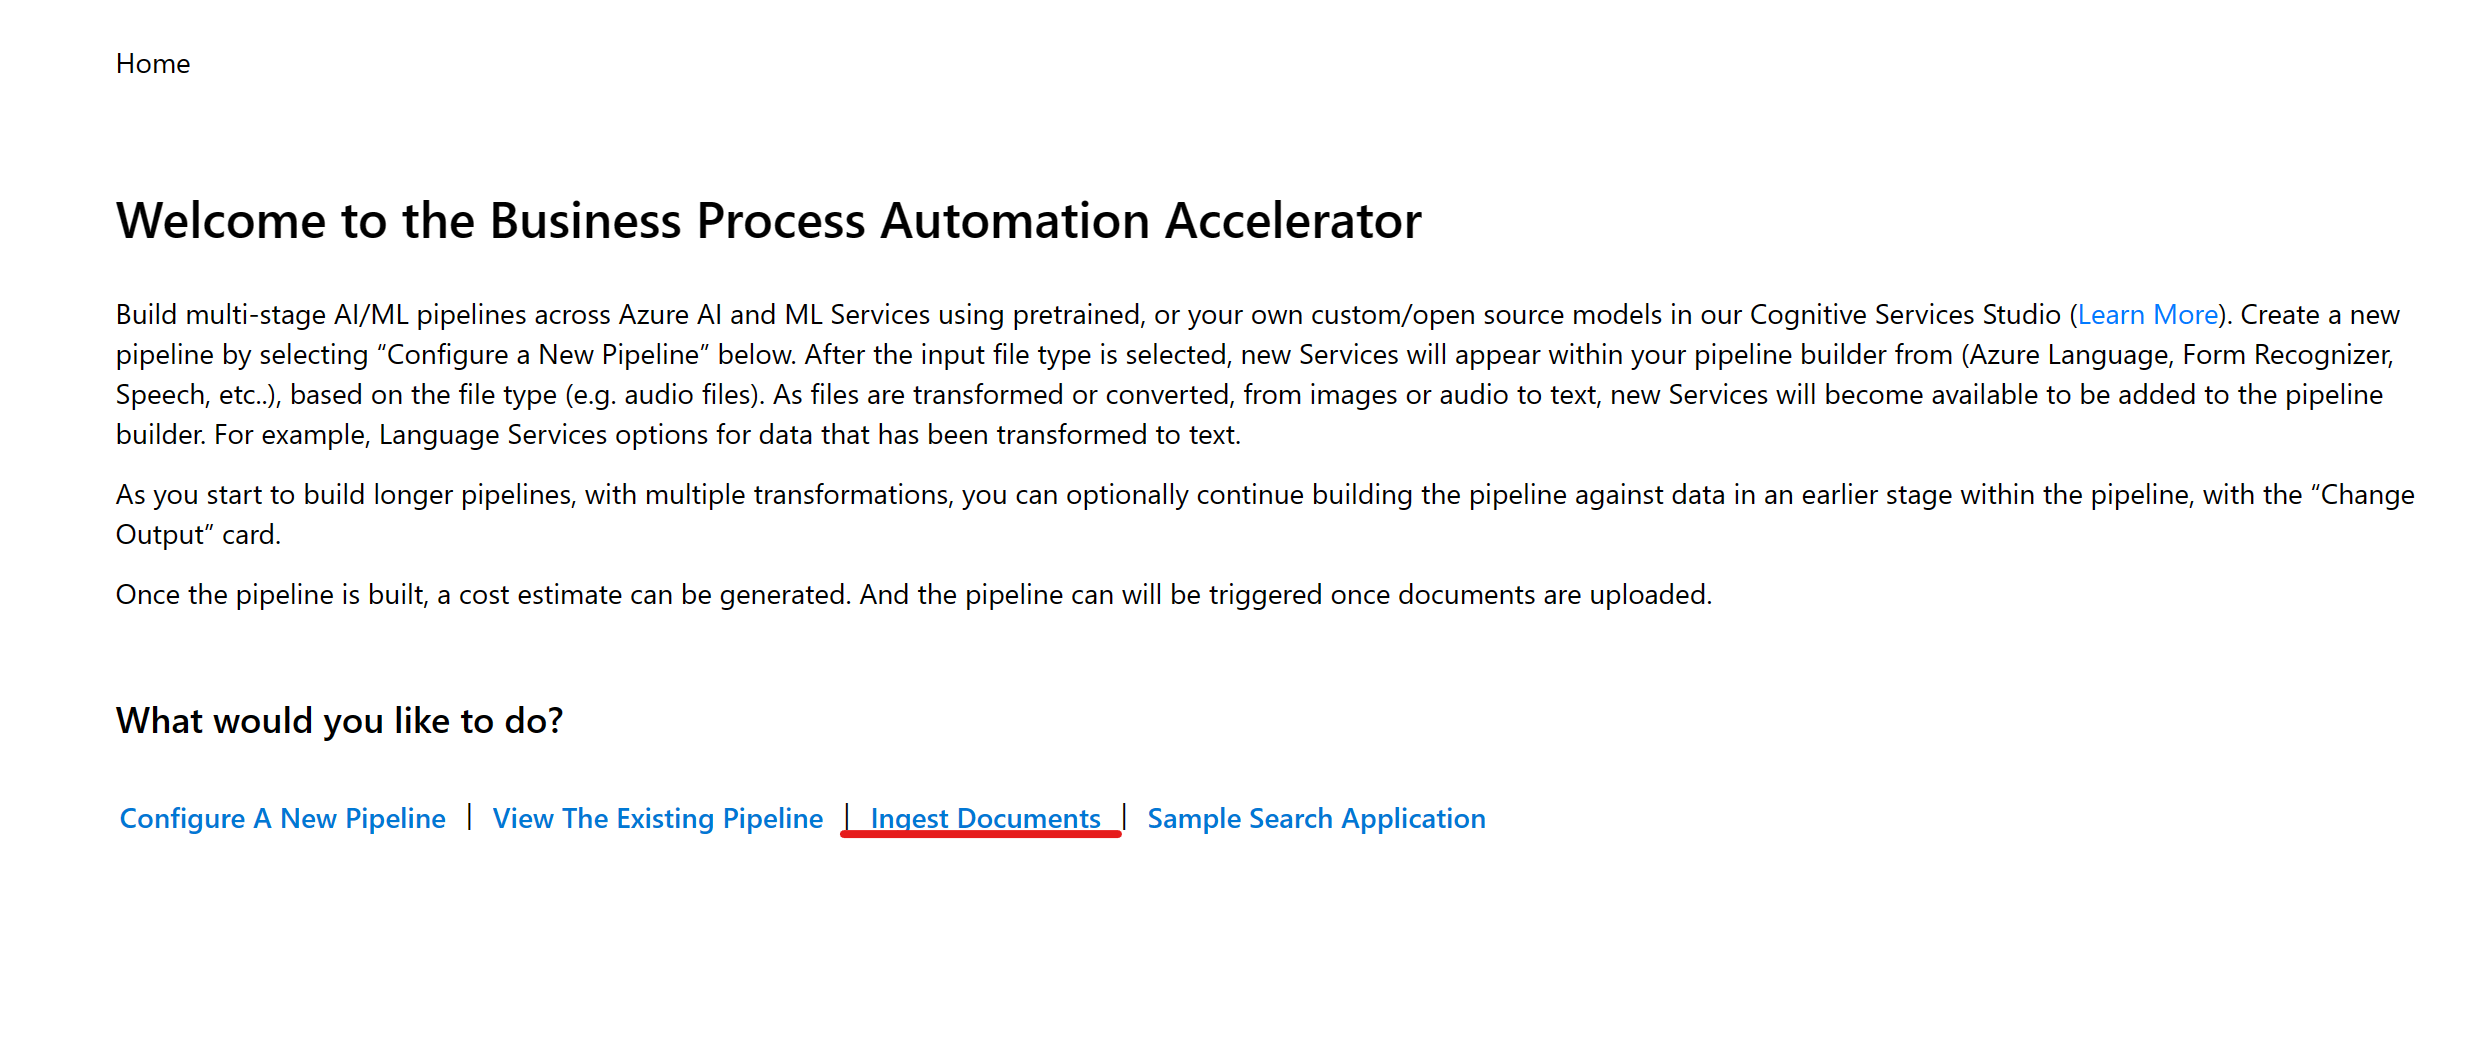 Home
Welcome to the Business Process Automation Accelerator
Build multi-stage AI/ML pipelines across Azure AI and ML Services using pretrained, or your own custom/open source models in our Cognitive Services Studio (Learn More). Create a new
pipeline by selecting “Configure a New Pipeline” below. After the input file type is selected, new Services will appear within your pipeline builder from (Azure Language, Form Recognizer,
Speech, etc..), based on the file type (e.g. audio files). As files are transformed or converted, from images or audio to text, new Services will become available to be added to the pipeline
builder. For example, Language Services options for data that has been transformed to text.
As you start to build longer pipelines, with multiple transformations, you can optionally continue building the pipeline against data in an earlier stage within the pipeline, with the “Change
Output” card.
Once the pipeline is built, a cost estimate can be generated. And the pipeline can will be triggered once documents are uploaded.
What would you like to do?
Configure A New Pipeline | View The Existing Pipeline | Ingest Documents | Sample Search Application